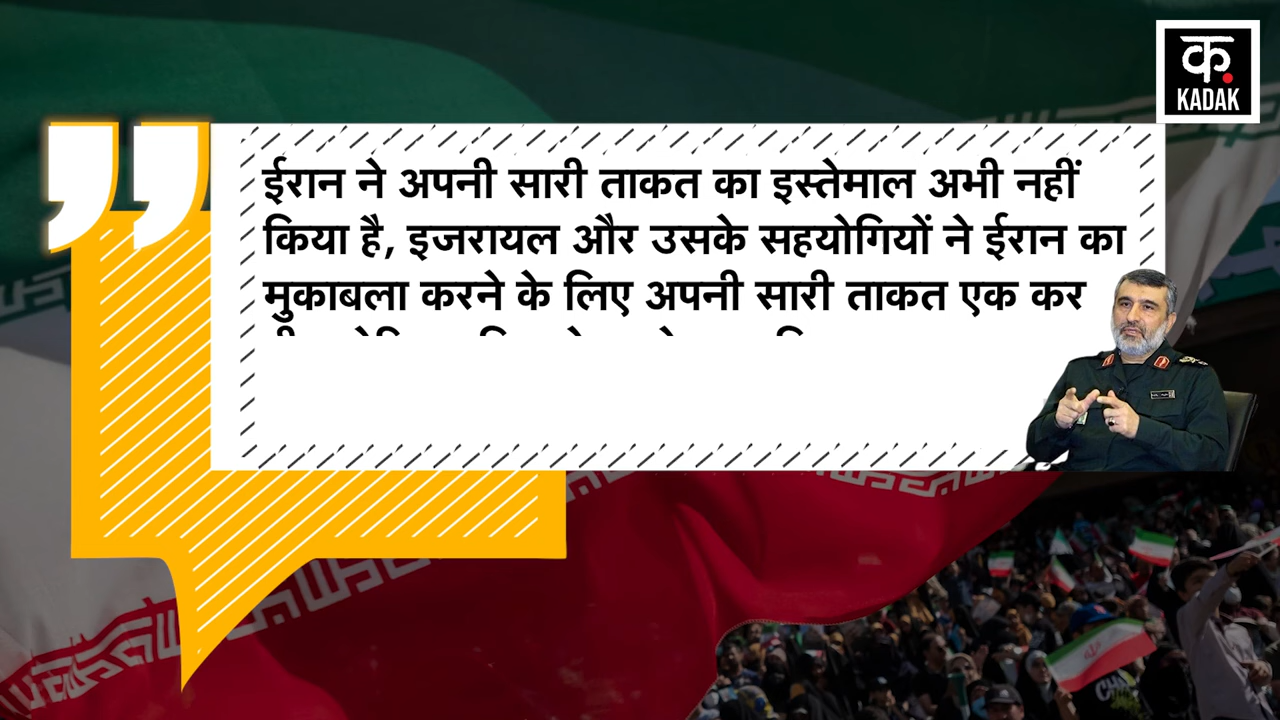 क.
KADAK
ईरान ने अपनी सारी ताकत का इस्तेमाल अभी नहीं
किया है, इजरायल और उसके सहयोगियों ने ईरान का
मुकाबला करने के लिए अपनी सारी ताकत एक कर